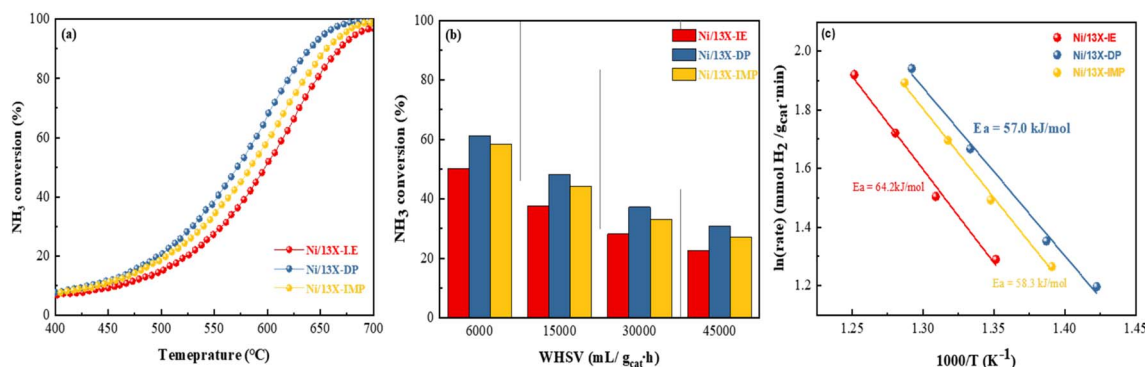 (a)
NH3 conversion (%)
100
80
60
40
20
0
Ni/13X-I.E
Ni/13X-DP
Ni/13X-IMP
400 450 500 550 600 650 700
Temeprature (°C)
(b)
NH3 conversion (%)
100
80
60
40
20
0
Ni/13X-IE
Ni/13X-DP
Ni/13X-IMP
6000 15000 30000 45000
WHSV (mL/ gcat·h)
(c)
ln(rate) (mmol H2 /gcat·min)
2.0
1.8
1.6
1.4
1.2
Ni/13X-IE
Ni/13X-DP
Ni/13X-IMP
Ea = 57.0 kJ/mol
Ea = 64.2kJ/mol
Ea = 58.3 kJ/mol
1.25 1.30 1.35 1.40
1000/T (K−1)